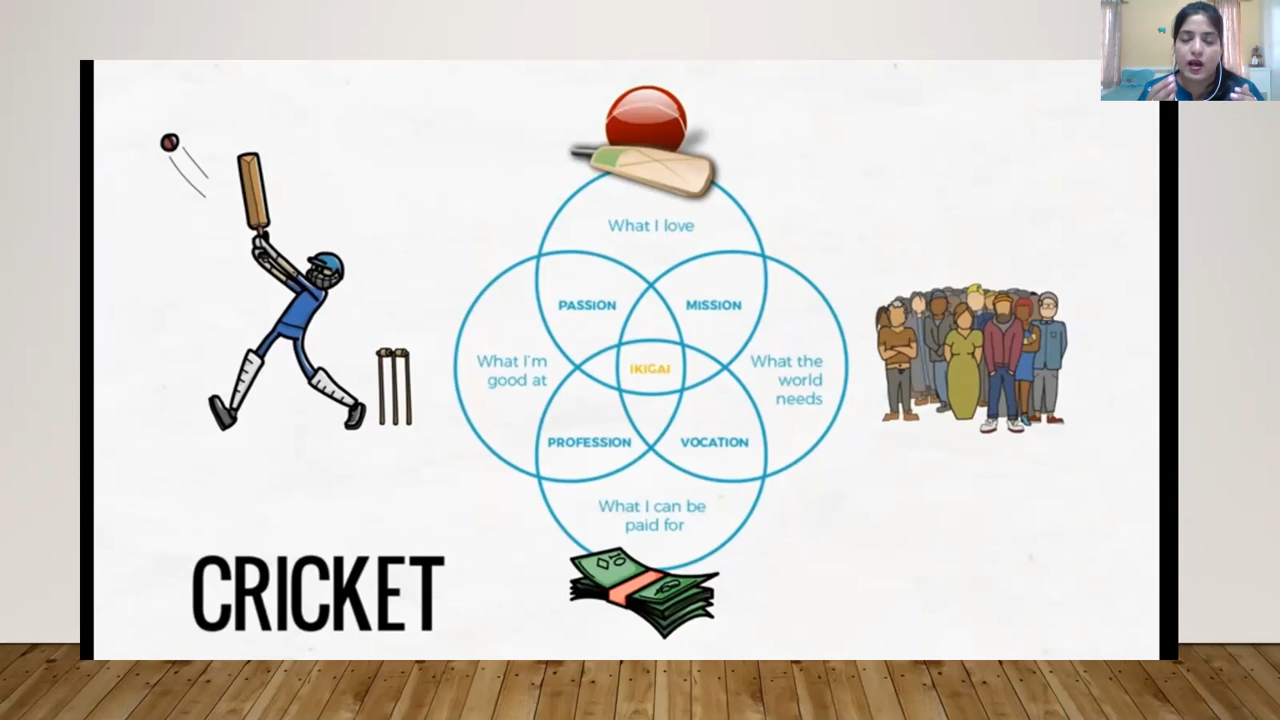 What I love
PASSION
MISSION
What I'm
good at
IKIGAI
What the
world
needs
PROFESSION
VOCATION
What I can be
paid for
10
CRICKET